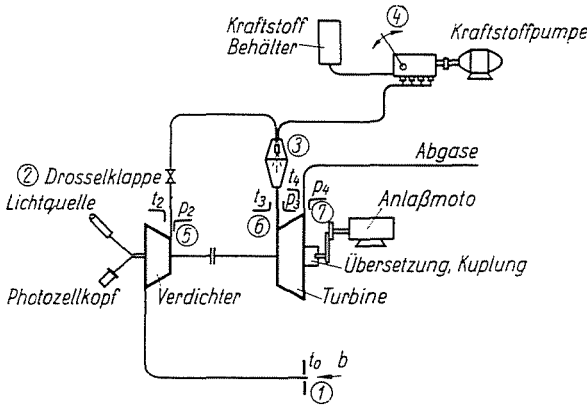 Kraftstoff
Behälter
④
Kraftstoffpumpe
③
② Drosselklappe
Lichtquelle
t2
p2
⑤
t3
⑥
t4
p3
p4
⑦
Abgase
Anlaßmoto
Übersetzung, Kuplung
Photozellkopf
Verdichter
Turbine
t0
b
①